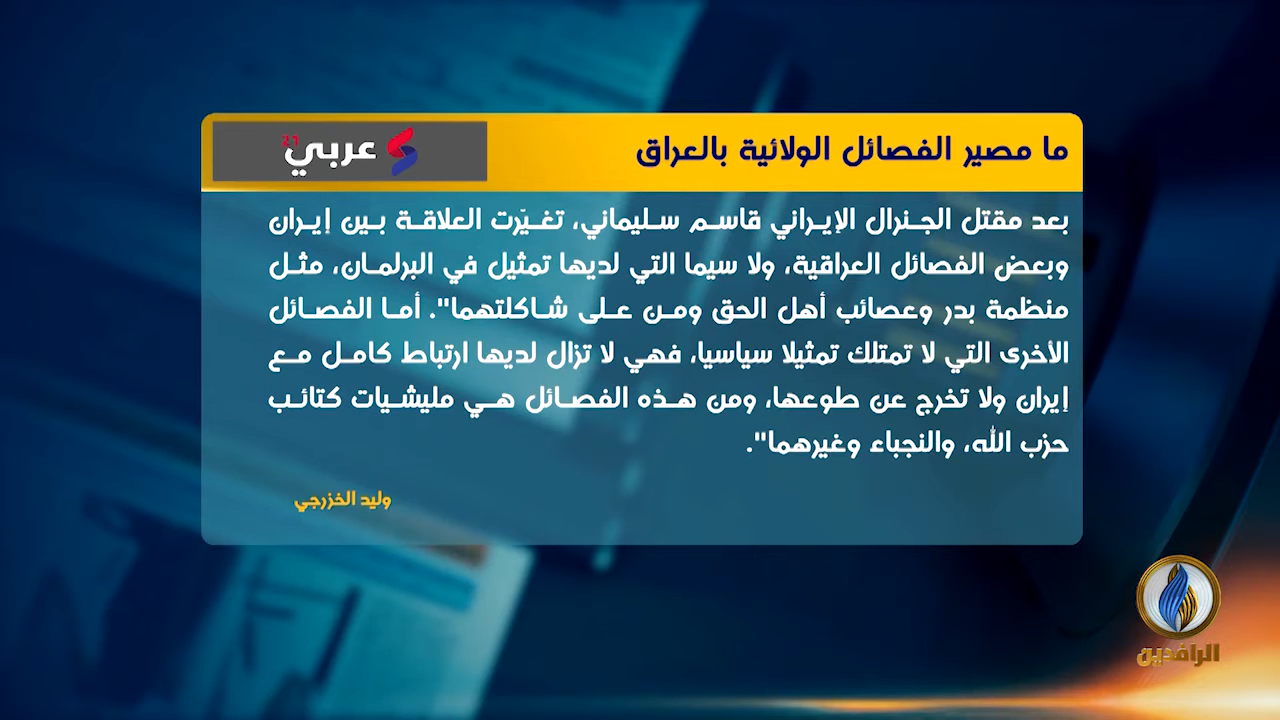 ما مصير الفصائل الولائية بالعراق
عربي 21
بعد مقتل الجنرال الإيراني قاسم سليماني، تغيّرت العلاقة بين إيران
وبعض الفصائل العراقية، ولا سيما التي لديها تمثيل في البرلمان، مثل
منظمة بدر وعصائب أهل الحق ومن على شاكلتهما". أما الفصائل
الأخرى التي لا تمتلك تمثيلا سياسيا، فهي لا تزال لديها ارتباط كامل مع
إيران ولا تخرج عن طوعها، ومن هذه الفصائل هي مليشيات كتائب
حزب الله، والنجباء وغيرهما".
وليد الخزرجي
الرافدين